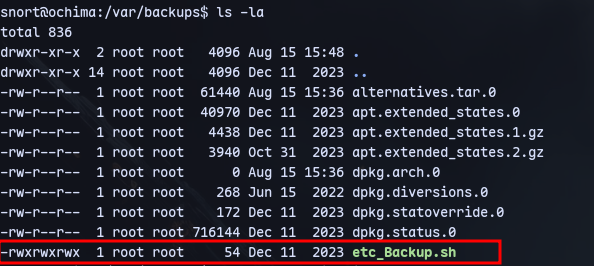 snort@ochima:/var/backups$ ls -la
total 836
drwxr-xr-x  2 root root   4096 Aug 15 15:48 .
drwxr-xr-x 14 root root   4096 Dec 11  2023 ..
-rw-r--r--  1 root root  61440 Aug 15 15:36 alternatives.tar.0
-rw-r--r--  1 root root  40970 Dec 11  2023 apt.extended_states.0
-rw-r--r--  1 root root   4438 Dec 11  2023 apt.extended_states.1.gz
-rw-r--r--  1 root root   3940 Oct 31  2023 apt.extended_states.2.gz
-rw-r--r--  1 root root      0 Aug 15 15:36 dpkg.arch.0
-rw-r--r--  1 root root    268 Jun 15  2022 dpkg.diversions.0
-rw-r--r--  1 root root    172 Dec 11  2023 dpkg.statoverride.0
-rw-r--r--  1 root root 716144 Dec 11  2023 dpkg.status.0
-rwxrwxrwx  1 root root     54 Dec 11  2023 etc_Backup.sh